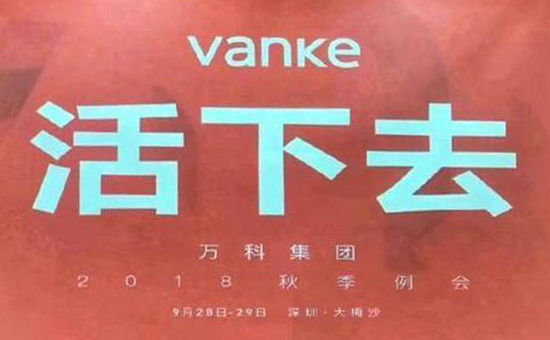 vanke
活下去
万科集团
2018秋季例会
9月28日-29日 深圳·大梅沙